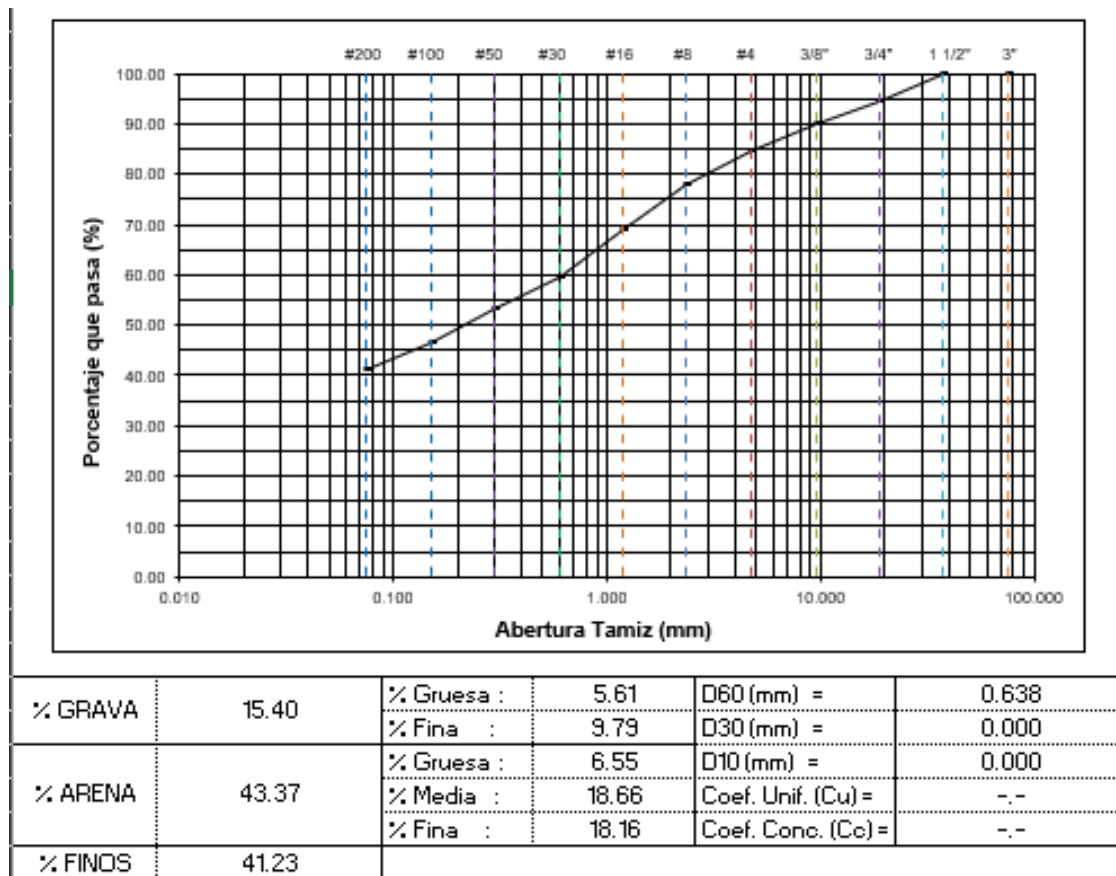 #200 #100 #50 #30 #16 #8 #4 3/8" 3/4" 1 1/2" 3"
100.00
90.00
80.00
70.00
60.00
50.00
40.00
30.00
20.00
10.00
0.00
Porcentaje que pasa (%)
0.010 0.100 1.000 10.000 100.000
Abertura Tamiz (mm)
% GRAVA 15.40 % Gruesa : 5.61 D60 (mm) = 0.638
% Fina : 9.79 D30 (mm) = 0.000
% ARENA 43.37 % Gruesa : 6.55 D10 (mm) = 0.000
% Media : 18.66 Coef. Unif. (Cu) = -.-
% Fina : 18.16 Coef. Conc. (Cc) = -.-
% FINOS 41.23